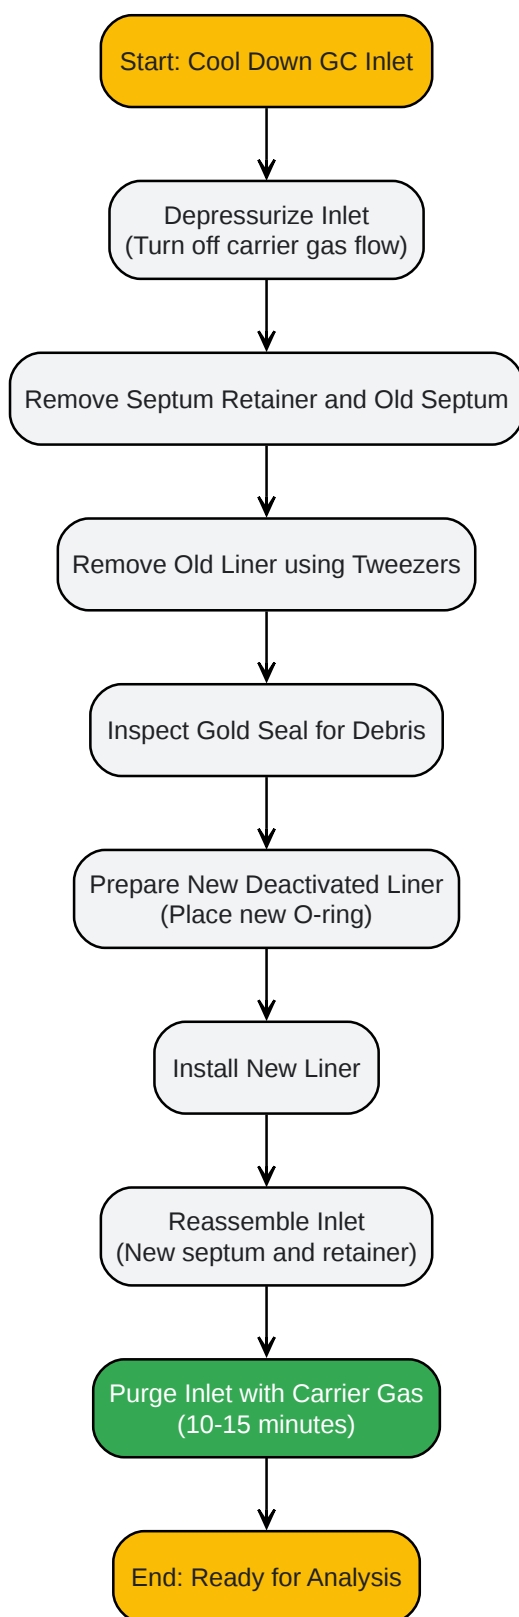 Start: Cool Down GC Inlet
Depressurize Inlet
(Turn off carrier gas flow)
Remove Septum Retainer and Old Septum
Remove Old Liner using Tweezers
Inspect Gold Seal for Debris
Prepare New Deactivated Liner
(Place new O-ring)
Install New Liner
Reassemble Inlet
(New septum and retainer)
Purge Inlet with Carrier Gas
(10-15 minutes)
End: Ready for Analysis